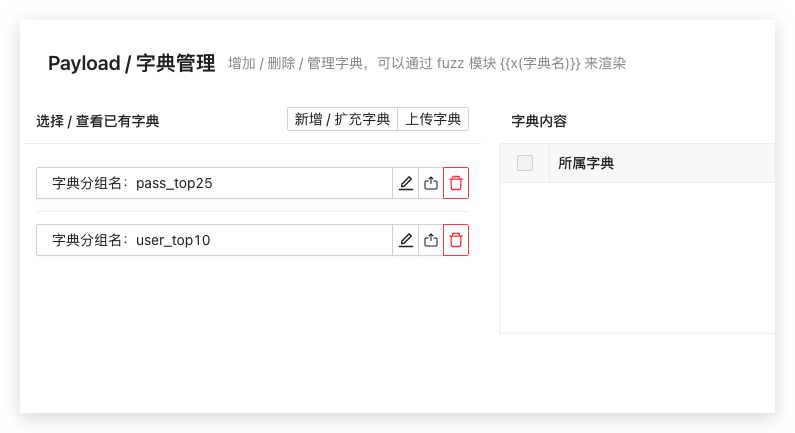 Payload / 字典管理 增加 / 删除 / 管理字典，可以通过 fuzz 模块 {{x(字典名)}} 来渲染
选择 / 查看已有字典 新增 / 扩充字典 上传字典
字典分组名：pass_top25
字典分组名：user_top10
字典内容
所属字典